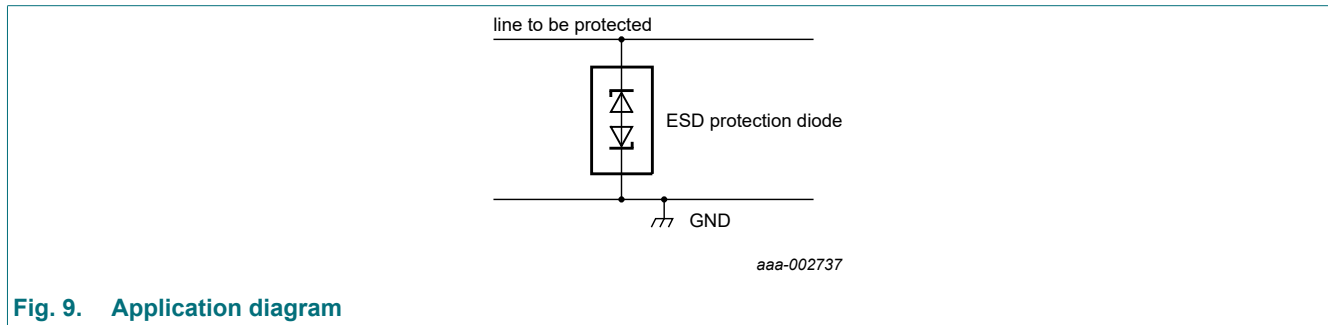 line to be protected
ESD protection diode
GND
aaa-002737
Fig. 9. Application diagram